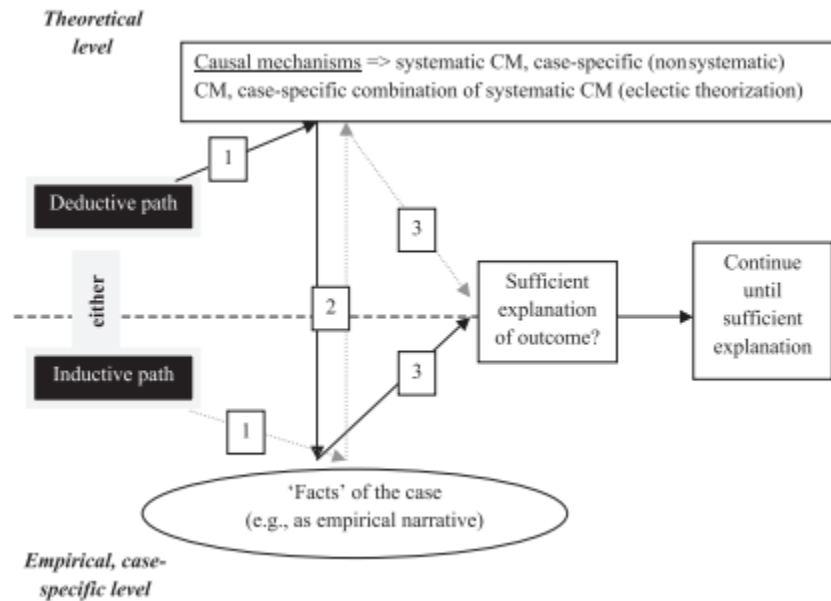 Theoretical
level
Causal mechanisms => systematic CM, case-specific (nonsystematic)
CM, case-specific combination of systematic CM (eclectic theorization)
1
Deductive path
3
either
2
Sufficient
explanation
of outcome?
Continue
until
sufficient
explanation
Inductive path
3
1
‘Facts’ of the case
(e.g., as empirical narrative)
Empirical, case-
specific level